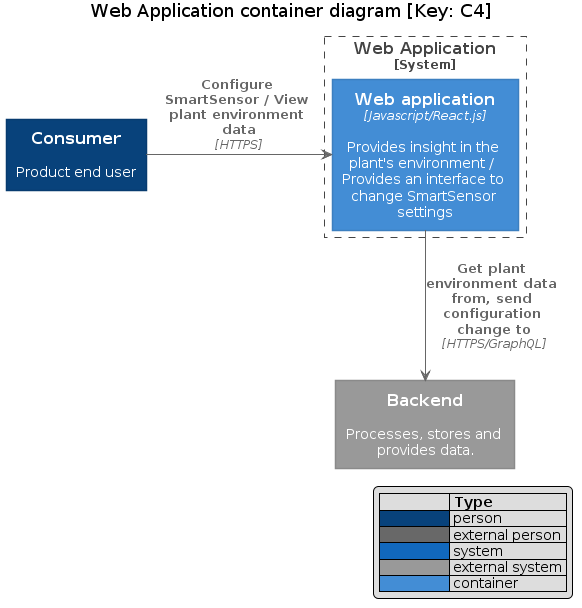 Web Application container diagram [Key: C4]
Web Application
[System]
Configure
SmartSensor / View
plant environment
data
[HTTPS]
Consumer
Product end user
Web application
[Javascript/React.js]
Provides insight in the
plant's environment /
Provides an interface to
change SmartSensor
settings
Get plant
environment data
from, send
configuration
change to
[HTTPS/GraphQL]
Backend
Processes, stores and
provides data.
Type
person
external person
system
external system
container